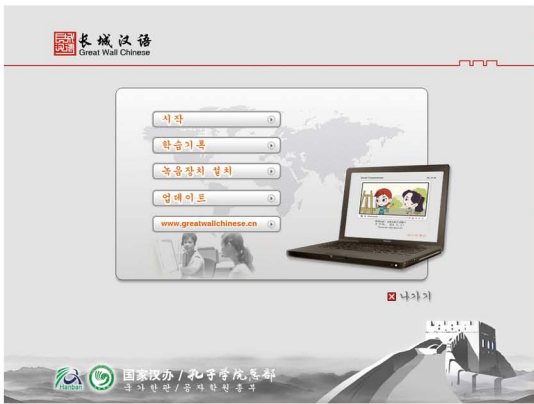 长城汉语
Great Wall Chinese
시작
학습기록
녹음장치 설치
업데이트
www.greatwallchinese.cn
나가기
Hanban
国家汉办/孔子学院总部
국가한판/공자학원총부